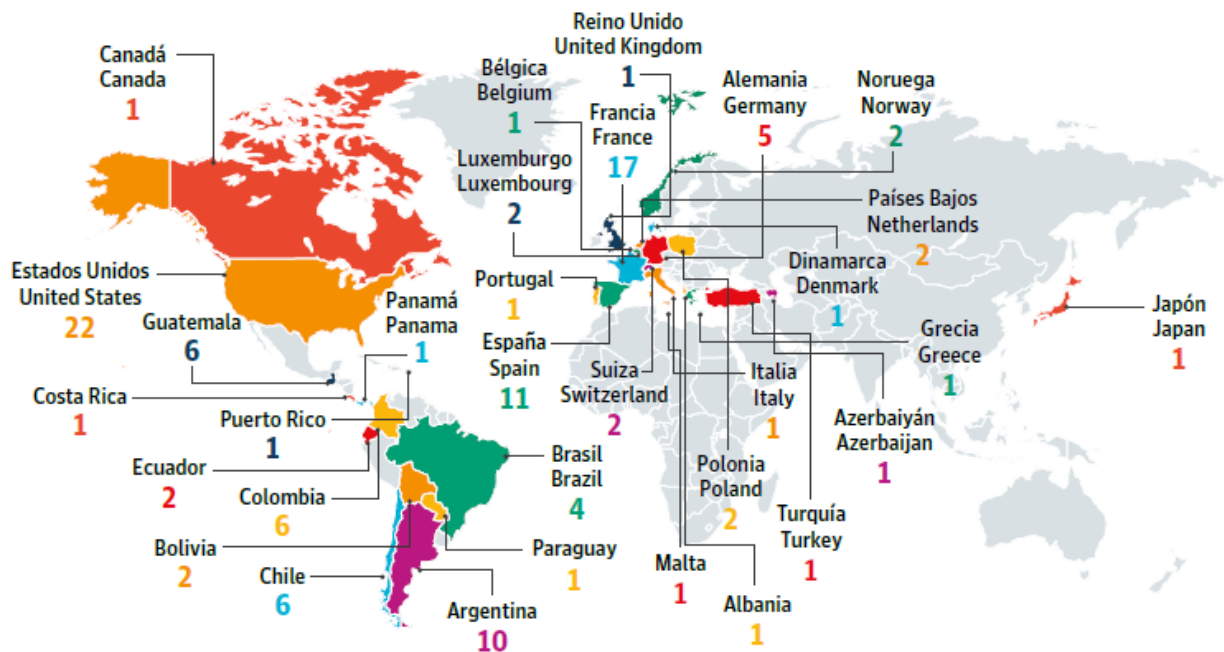 Canadá
Canada
1
Reino Unido
United Kingdom
1
Bélgica
Belgium
1
Francia
France
17
Alemania
Germany
5
Noruega
Norway
2
Luxemburgo
Luxembourg
2
Países Bajos
Netherlands
2
Estados Unidos
United States
22
Guatemala
6
Panamá
Panama
1
Portugal
1
Dinamarca
Denmark
1
Japón
Japan
1
España
Spain
11
Suiza
Switzerland
2
Italia
Italy
1
Grecia
Greece
1
Costa Rica
1
Puerto Rico
1
Azerbaiyán
Azerbaijan
1
Ecuador
2
Colombia
6
Brasil
Brazil
4
Polonia
Poland
2
Turquía
Turkey
1
Bolivia
2
Chile
6
Paraguay
1
Malta
1
Argentina
10
Albania
1